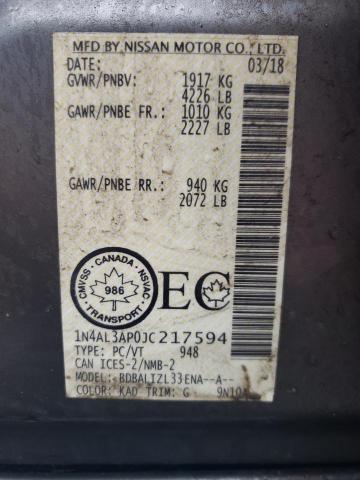 MFD BY NISSAN MOTOR CO., LTD.
DATE: 03/18
GVWR/PNBV: 1917 KG
4226 LB
GAWR/PNBE FR: 1010 KG
2227 LB
GAWR/PNBE RR: 940 KG
2072 LB
CANADA
CMVSS 986 NSVAC
TRANSPORT
EC
1N4AL3AP0JC217594
TYPE: PC/VT 948
CAN ICES-2/NMB-2
MODEL: BDBALIZL33ENA--A--
COLOR: KAD TRIM: G